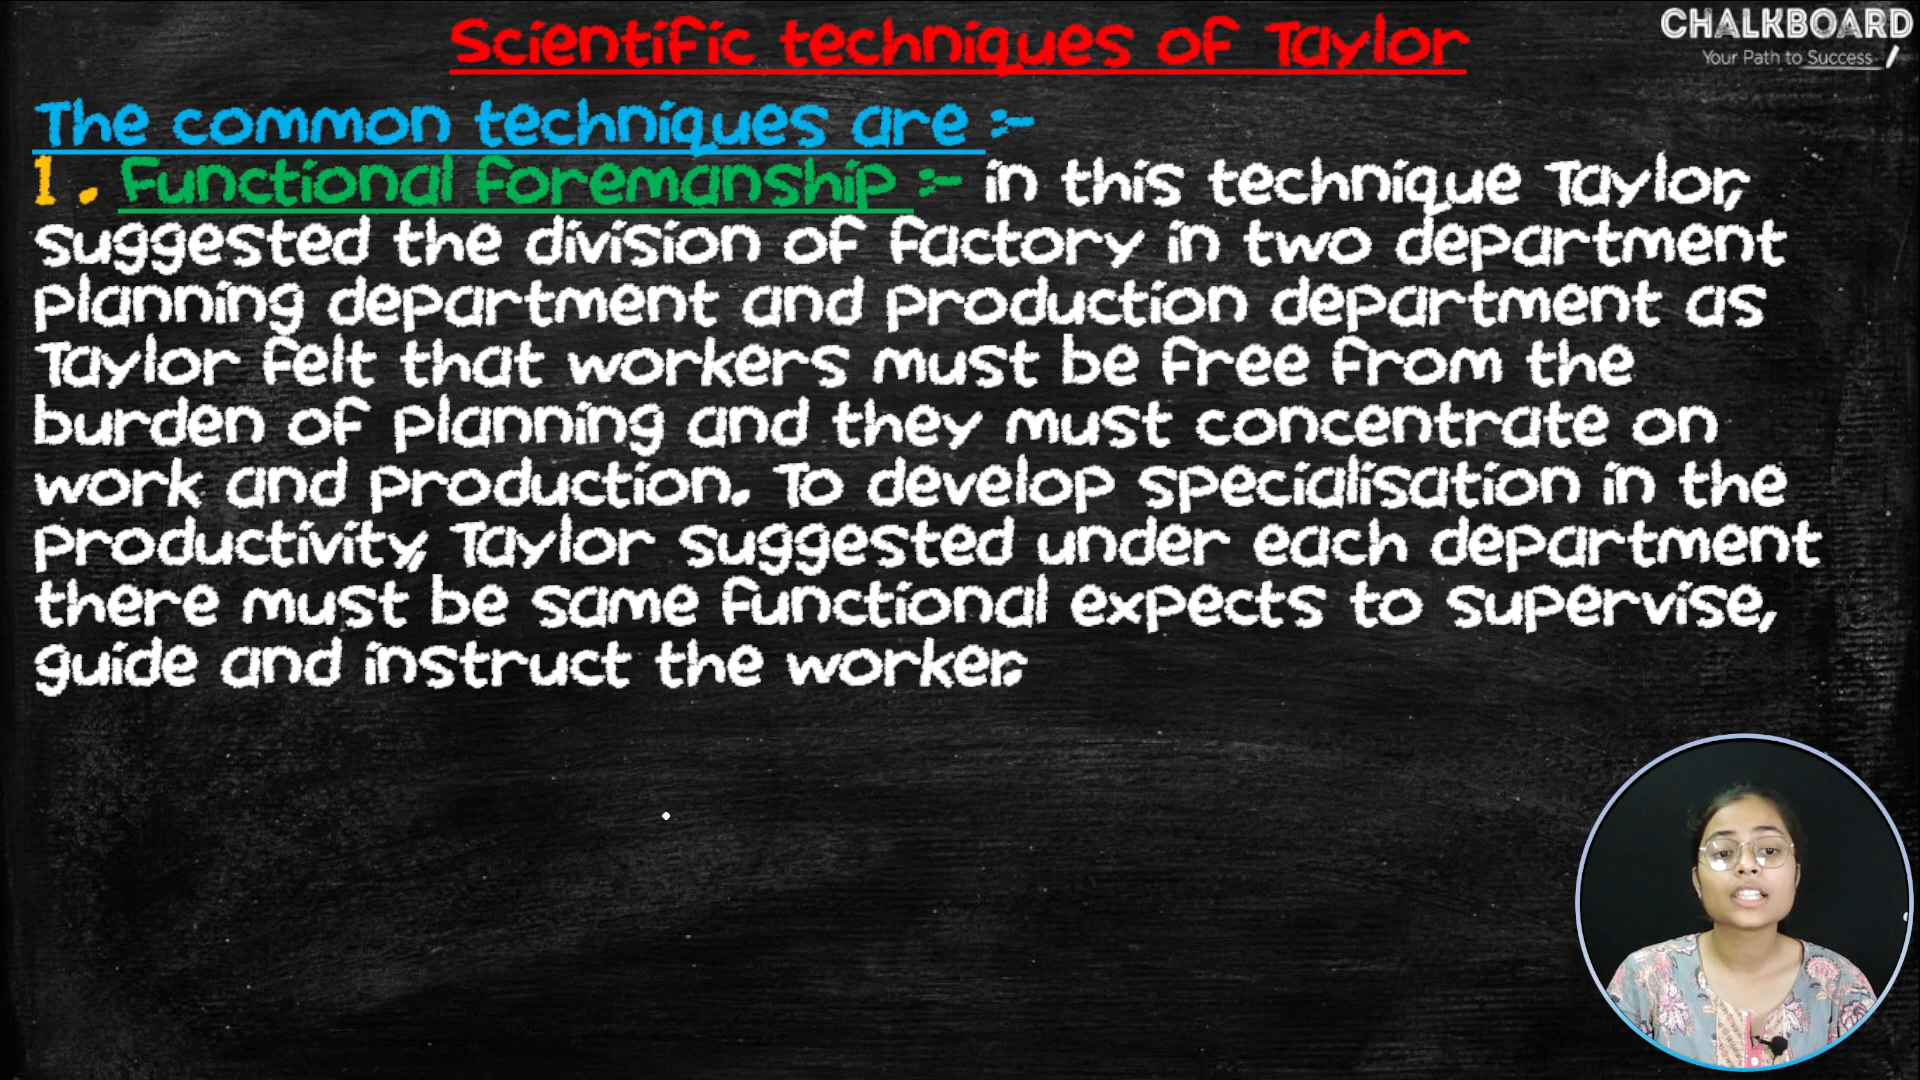 Scientific techniques of Taylor
CHALKBOARD
Your Path to Success
The common techniques are :-
1. Functional foremanship :- in this technique Taylor,
suggested the division of factory in two department
planning department and production department as
Taylor felt that workers must be free from the
burden of planning and they must concentrate on
work and production. To develop specialisation in the
productivity, Taylor suggested under each department
there must be same functional expects to supervise,
guide and instruct the worker.